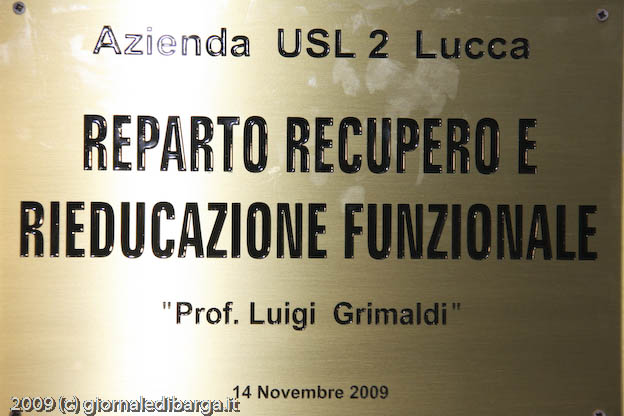 Azienda USL 2 Lucca
REPARTO RECUPERO E
RIEDUCAZIONE FUNZIONALE
"Prof. Luigi Grimaldi"
14 Novembre 2009
2009 (c) giornaledibarga.it